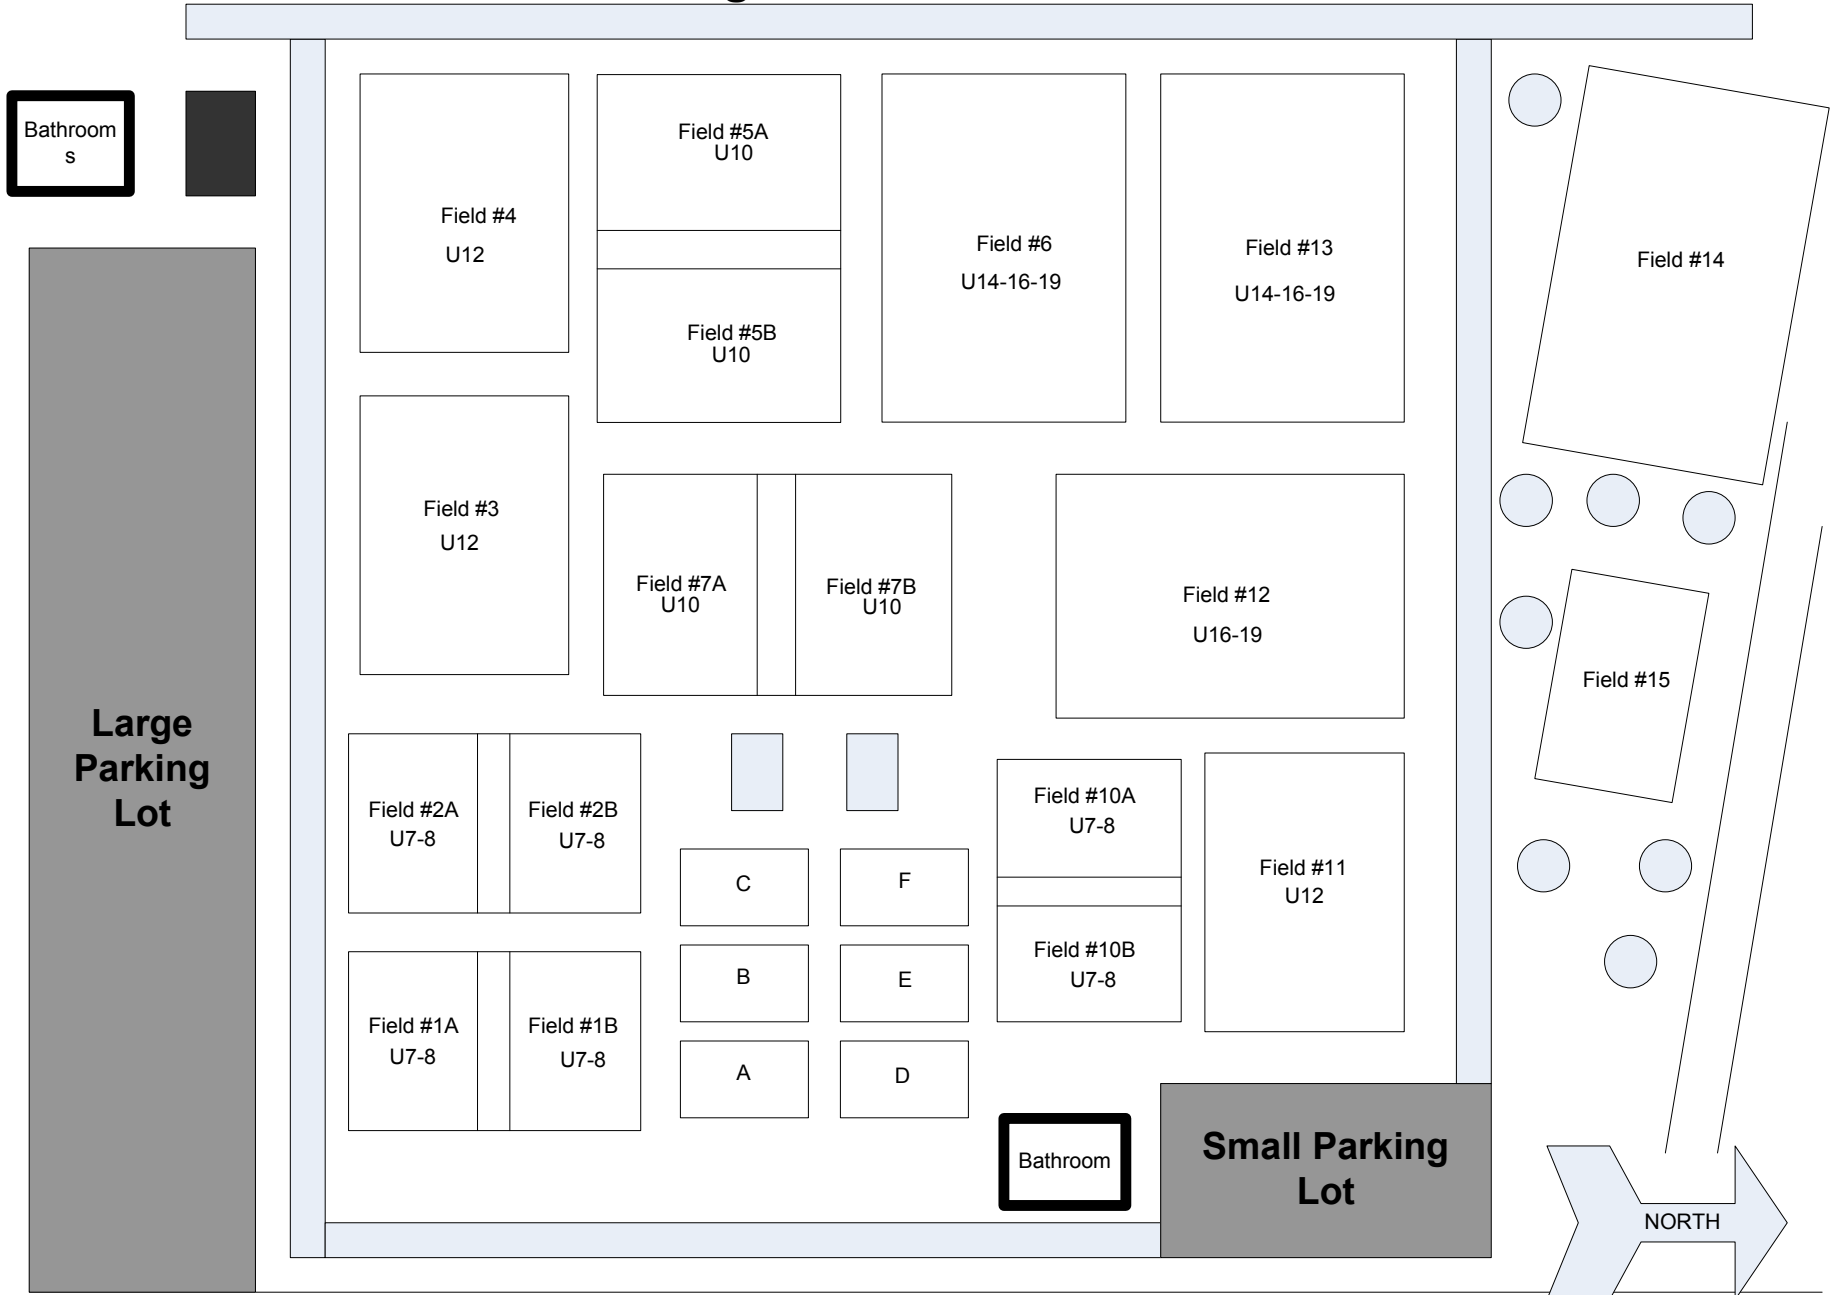 Bathroom
s
Field #4
U12
Field #5A
U10
Field #5B
U10
Field #6
U14-16-19
Field #13
U14-16-19
Field #14
Field #3
U12
Field #7A
U10
Field #7B
U10
Field #12
U16-19
Field #15
Large
Parking
Lot
Field #2A
U7-8
Field #2B
U7-8
C
F
Field #10A
U7-8
Field #11
U12
B
E
Field #10B
U7-8
Field #1A
U7-8
Field #1B
U7-8
A
D
Bathroom
Small Parking
Lot
NORTH